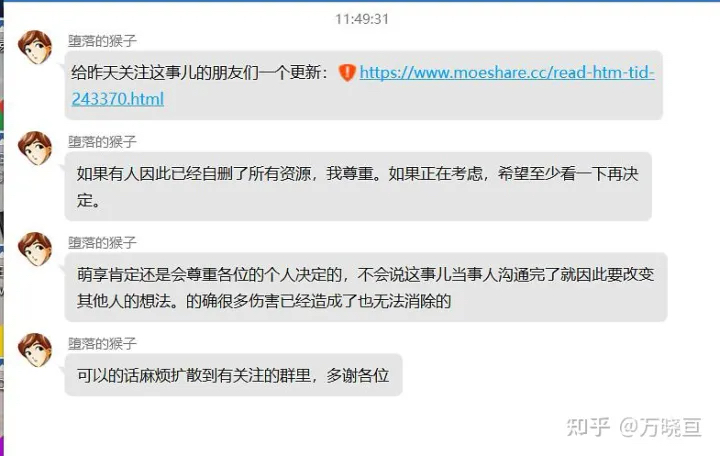 11:49:31
堕落的猴子
给昨天关注这事儿的朋友们一个更新：https://www.moeshare.cc/read-htm-tid-
243370.html
堕落的猴子
如果有人因此已经自删了所有资源，我尊重。如果正在考虑，希望至少看一下再决
定。
堕落的猴子
萌享肯定还是会尊重各位的个人决定的，不会说这事儿当事人沟通完了就因此要改变
其他人的想法。的确很多伤害已经造成了也无法消除的
堕落的猴子
可以的话麻烦扩散到有关注的群里，多谢各位
知乎 @万晓亘